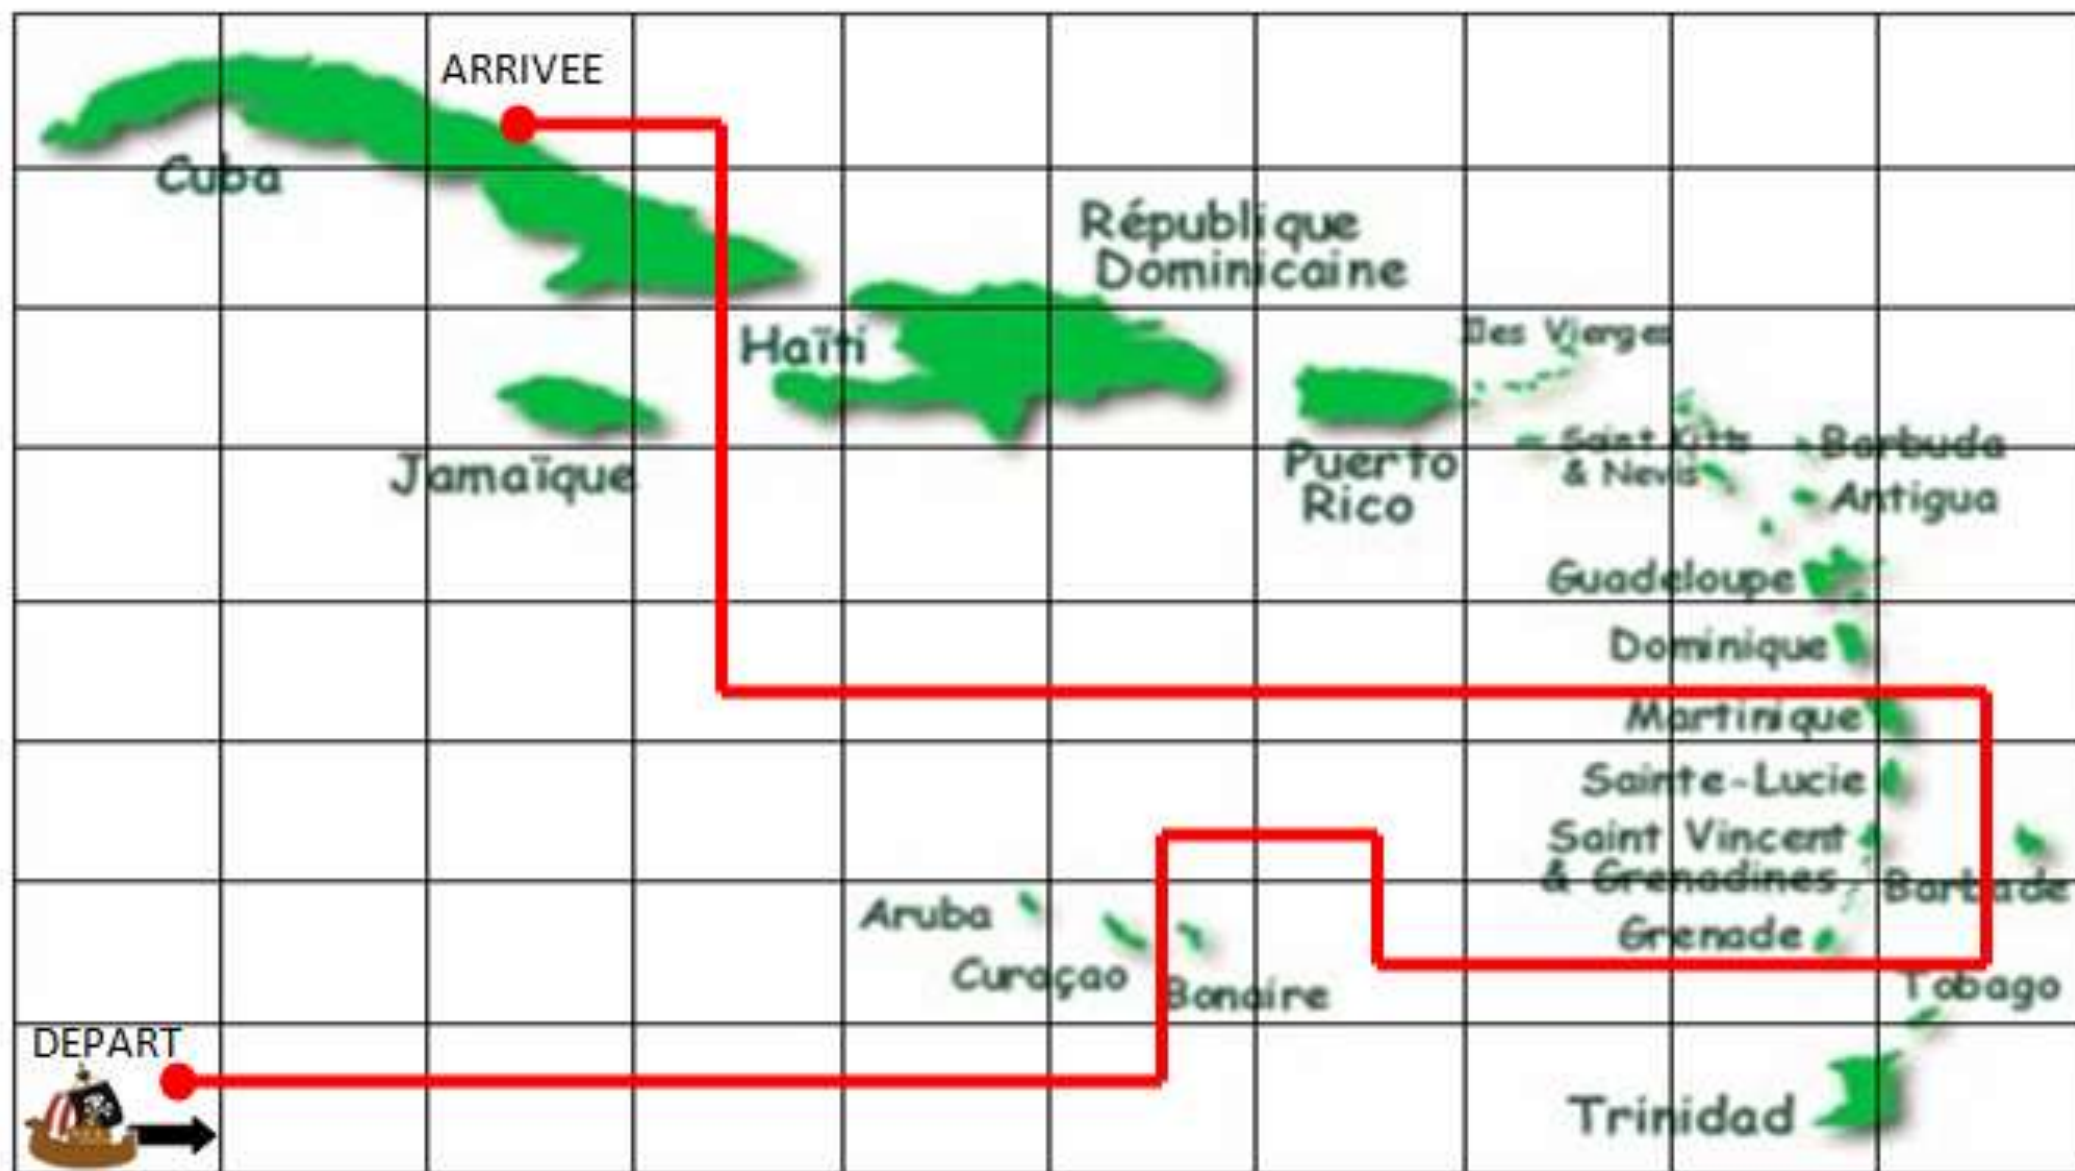 ARRIVEE
Cuba
République
Dominicaine
Haïti
Iles Vierges
Jamaïque
Puerto
Rico
Saint Kitts
& Nevis
Barbuda
Antigua
Guadeloupe
Dominique
Martinique
Sainte-Lucie
Saint Vincent
& Grenadines
Barbade
Aruba
Grenade
Curaçao
Bonaire
Tobago
DEPART
Trinidad